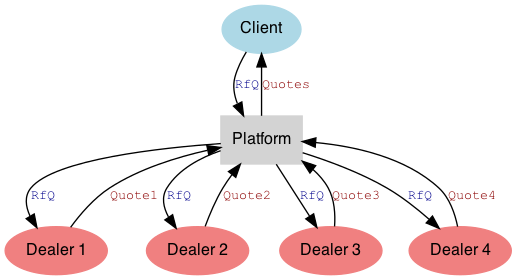 Client
RfQ Quotes
Platform
RfQ Quote1 RfQ Quote2 RfQ Quote3 RfQ Quote4
Dealer 1 Dealer 2 Dealer 3 Dealer 4